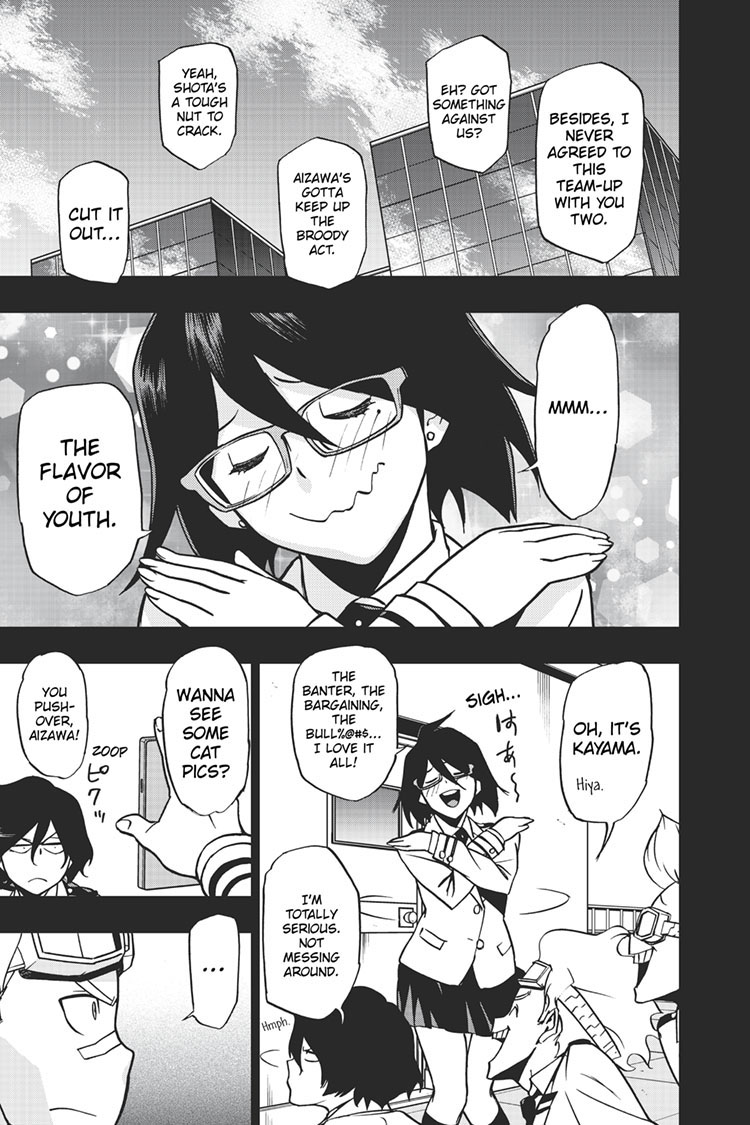 BESIDES, I
NEVER
AGREED TO
THIS
TEAM-UP
WITH YOU
TWO.
EH? GOT
SOMETHING
AGAINST
US?
AIZAWA'S
GOTTA
KEEP UP
THE
BROODY
ACT.
YEAH,
SHOTA'S
A TOUGH
NUT TO
CRACK.
CUT IT
OUT...
MMM...
THE
FLAVOR
OF
YOUTH.
OH, IT'S
KAYAMA.
Hiya.
SIGH...
はぁ〜
THE
BANTER, THE
BARGAINING,
THE
BULL%@#$...
I LOVE IT
ALL!
I'M
TOTALLY
SERIOUS.
NOT
MESSING
AROUND.
Hmph.
WANNA
SEE
SOME
CAT
PICS?
ZOOP
ピクッ
YOU
PUSH-
OVER,
AIZAWA!
...